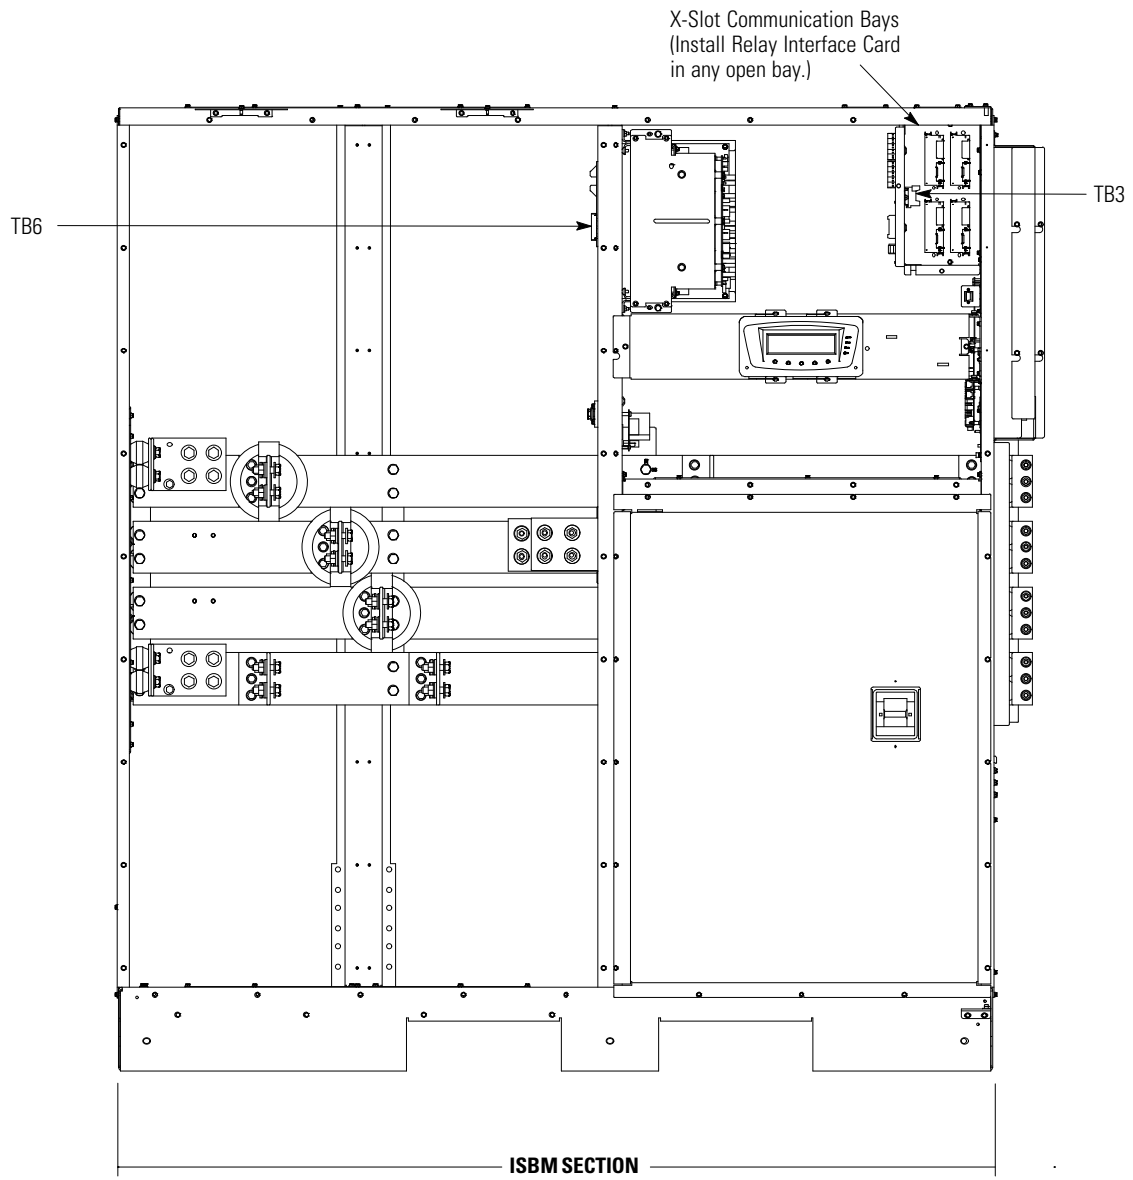 X-Slot Communication Bays
(Install Relay Interface Card
in any open bay.)
TB3
TB6
ISBM SECTION